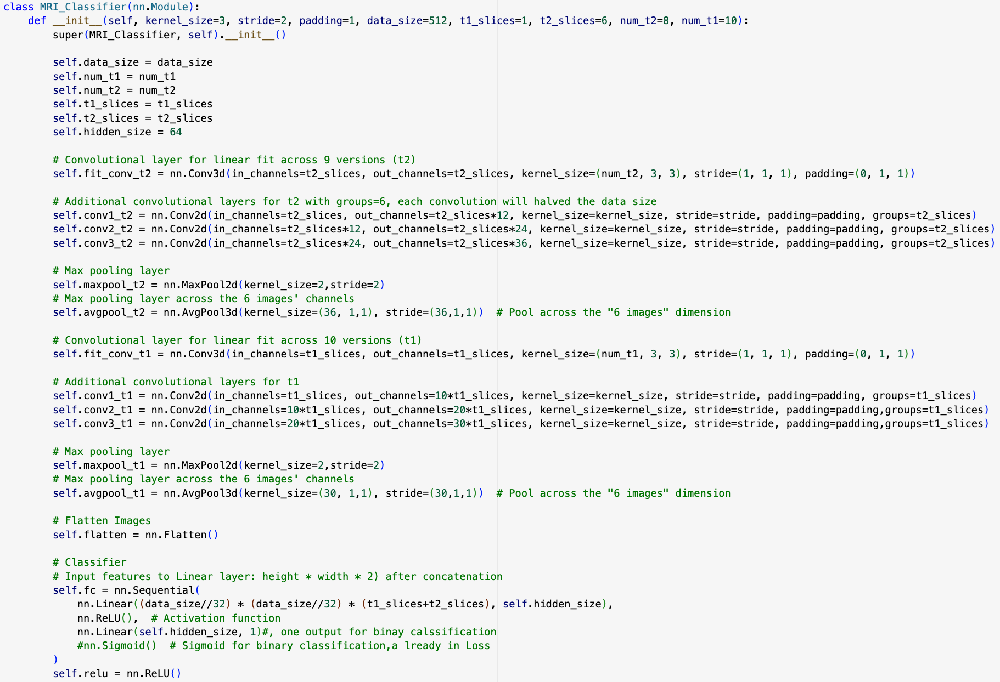 class MRI_Classifier(nn.Module):
    def __init__(self, kernel_size=3, stride=2, padding=1, data_size=512, t1_slices=1, t2_slices=6, num_t2=8, num_t1=10):
        super(MRI_Classifier, self).__init__()

        self.data_size = data_size
        self.num_t1 = num_t1
        self.num_t2 = num_t2
        self.t1_slices = t1_slices
        self.t2_slices = t2_slices
        self.hidden_size = 64

        # Convolutional layer for linear fit across 9 versions (t2)
        self.fit_conv_t2 = nn.Conv3d(in_channels=t2_slices, out_channels=t2_slices, kernel_size=(num_t2, 3, 3), stride=(1, 1, 1), padding=(0, 1, 1))

        # Additional convolutional layers for t2 with groups=6, each convolution will halved the data size
        self.conv1_t2 = nn.Conv2d(in_channels=t2_slices, out_channels=t2_slices*12, kernel_size=kernel_size, stride=stride, padding=padding, groups=t2_slices)
        self.conv2_t2 = nn.Conv2d(in_channels=t2_slices*12, out_channels=t2_slices*24, kernel_size=kernel_size, stride=stride, padding=padding, groups=t2_slices)
        self.conv3_t2 = nn.Conv2d(in_channels=t2_slices*24, out_channels=t2_slices*36, kernel_size=kernel_size, stride=stride, padding=padding, groups=t2_slices)

        # Max pooling layer
        self.maxpool_t2 = nn.MaxPool2d(kernel_size=2,stride=2)
        # Max pooling layer across the 6 images' channels
        self.avgpool_t2 = nn.AvgPool3d(kernel_size=(36, 1,1), stride=(36,1,1))  # Pool across the "6 images" dimension

        # Convolutional layer for linear fit across 10 versions (t1)
        self.fit_conv_t1 = nn.Conv3d(in_channels=t1_slices, out_channels=t1_slices, kernel_size=(num_t1, 3, 3), stride=(1, 1, 1), padding=(0, 1, 1))

        # Additional convolutional layers for t1
        self.conv1_t1 = nn.Conv2d(in_channels=t1_slices, out_channels=10*t1_slices, kernel_size=kernel_size, stride=stride, padding=padding, groups=t1_slices)
        self.conv2_t1 = nn.Conv2d(in_channels=10*t1_slices, out_channels=20*t1_slices, kernel_size=kernel_size, stride=stride, padding=padding,groups=t1_slices)
        self.conv3_t1 = nn.Conv2d(in_channels=20*t1_slices, out_channels=30*t1_slices, kernel_size=kernel_size, stride=stride, padding=padding,groups=t1_slices)

        # Max pooling layer
        self.maxpool_t1 = nn.MaxPool2d(kernel_size=2,stride=2)
        # Max pooling layer across the 6 images' channels
        self.avgpool_t1 = nn.AvgPool3d(kernel_size=(30, 1,1), stride=(30,1,1))  # Pool across the "6 images" dimension

        # Flatten Images
        self.flatten = nn.Flatten()

        # Classifier
        # Input features to Linear layer: height * width * 2) after concatenation
        self.fc = nn.Sequential(
            nn.Linear((data_size//32) * (data_size//32) * (t1_slices+t2_slices), self.hidden_size),
            nn.ReLU(),  # Activation function
            nn.Linear(self.hidden_size, 1)#, one output for binay calssification
            #nn.Sigmoid()  # Sigmoid for binary classification,a lready in Loss
        )
        self.relu = nn.ReLU()